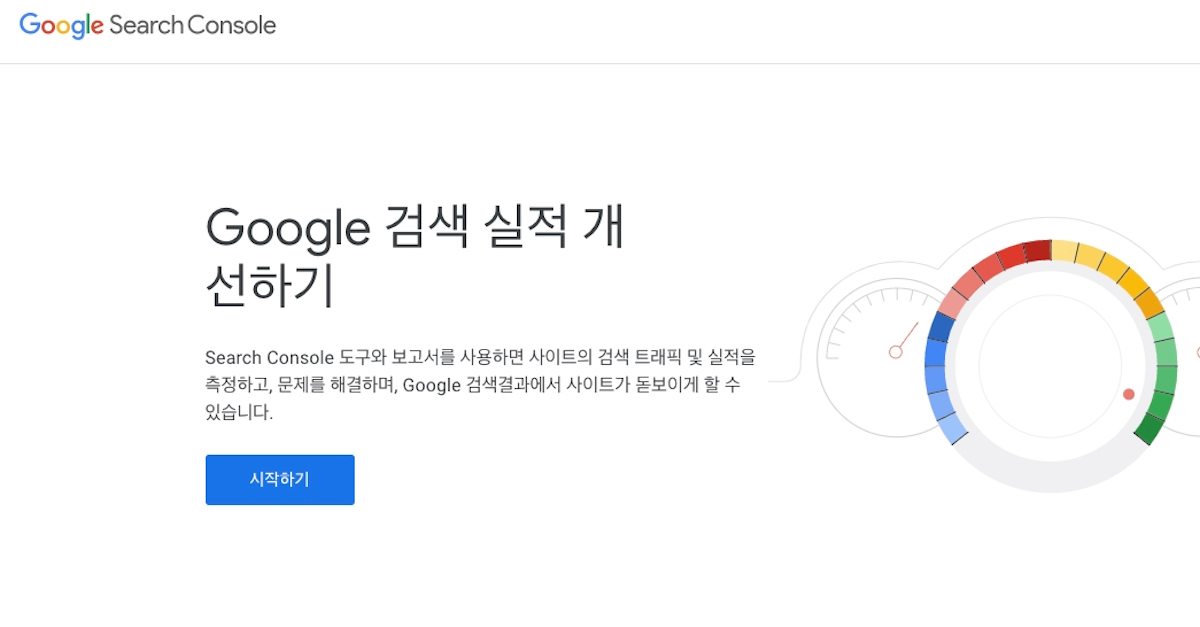 Google Search Console
Google 검색 실적 개
선하기
Search Console 도구와 보고서를 사용하면 사이트의 검색 트래픽 및 실적을
측정하고, 문제를 해결하며, Google 검색결과에서 사이트가 돋보이게 할 수
있습니다.
시작하기